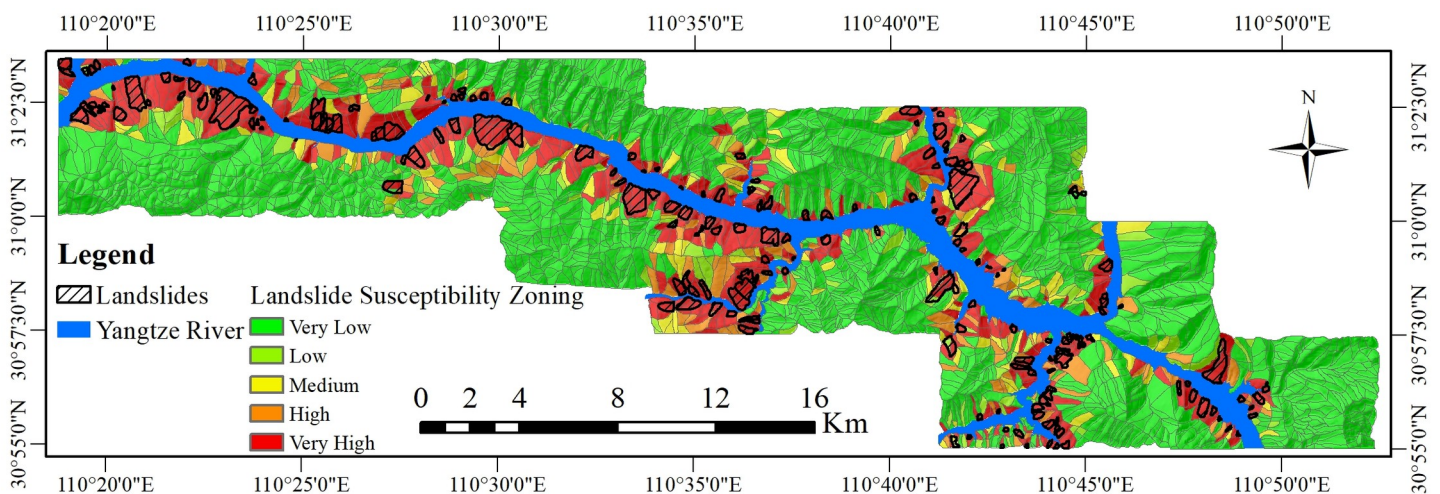 110°20'0"E 110°25'0"E 110°30'0"E 110°35'0"E 110°40'0"E 110°45'0"E 110°50'0"E
31°2'30"N 31°2'30"N
N
31°0'0"N 31°0'0"N
Legend
Landslides Landslide Susceptibility Zoning
Yangtze River Very Low
Low
Medium
High
Very High
30°57'30"N 30°57'30"N
0 2 4 8 12 16
Km
30°55'0"N 30°55'0"N
110°20'0"E 110°25'0"E 110°30'0"E 110°35'0"E 110°40'0"E 110°45'0"E 110°50'0"E